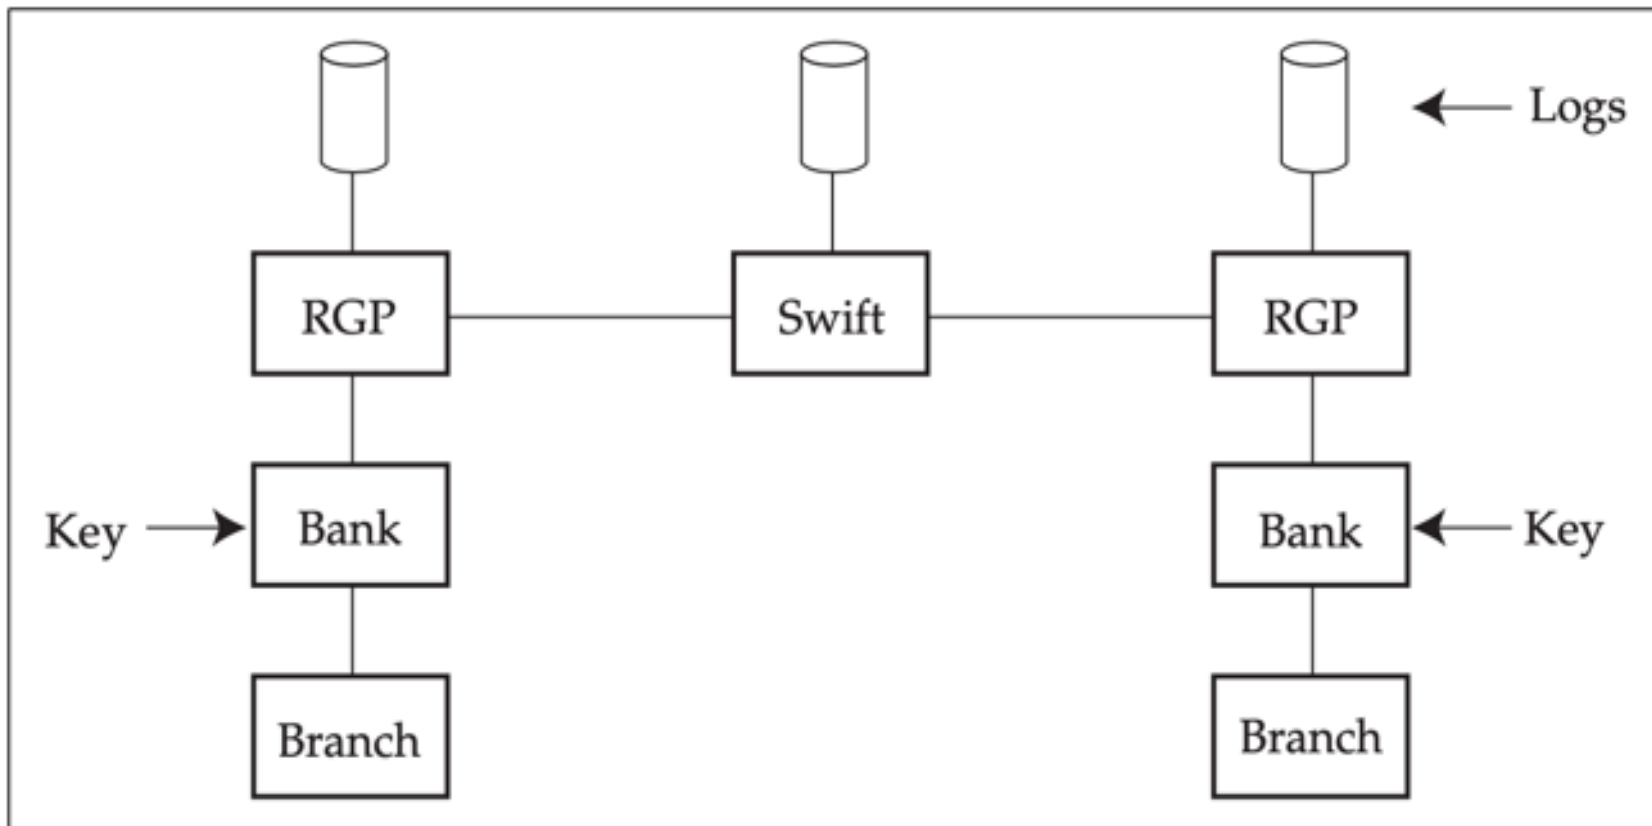 Logs
RGP
Swift
RGP
Key
Bank
Bank
Key
Branch
Branch